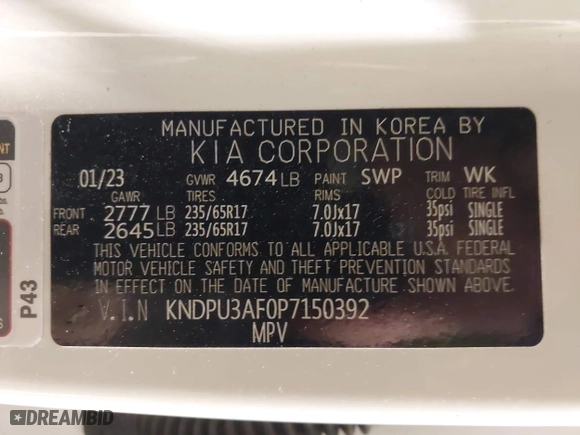 MANUFACTURED IN KOREA BY
KIA CORPORATION
01/23 GVWR 4674 LB PAINT SWP TRIM WK
GAWR TIRES RIMS COLD TIRE INFL
FRONT 2777 LB 235/65R17 7.0Jx17 35psi SINGLE
REAR 2645 LB 235/65R17 7.0Jx17 35psi SINGLE
THIS VEHICLE CONFORMS TO ALL APPLICABLE U.S.A. FEDERAL
MOTOR VEHICLE SAFETY AND THEFT PREVENTION STANDARDS
IN EFFECT ON THE DATE OF MANUFACTURE SHOWN ABOVE.
V.I.N KNDPU3AF0P7150392
MPV
P43
DREAMBID